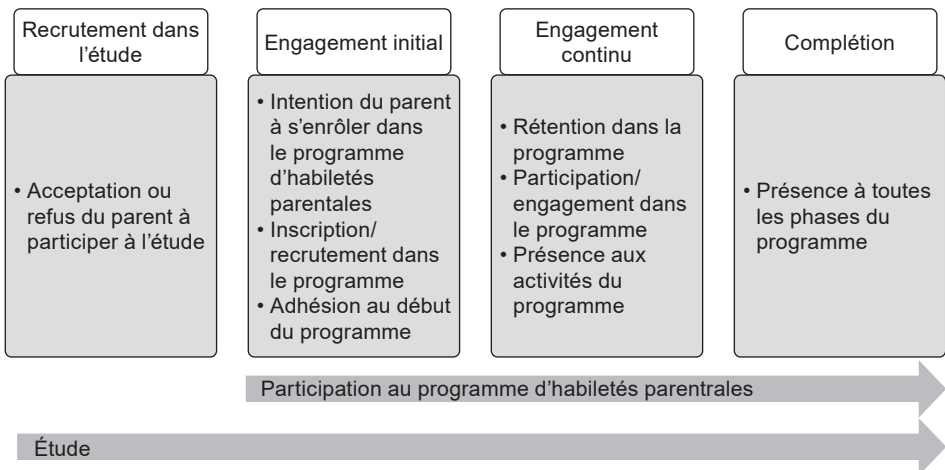 Recrutement dans
l’étude
• Acceptation ou
refus du parent à
participer à l’étude
Engagement initial
• Intention du parent
à s’enrôler dans
le programme
d’habiletés
parentales
• Inscription/
recrutement dans
le programme
• Adhésion au début
du programme
Engagement
continu
• Rétention dans la
programme
• Participation/
engagement dans
le programme
• Présence aux
activités du
programme
Complétion
• Présence à toutes
les phases du
programme
Participation au programme d’habiletés parentrales
Étude